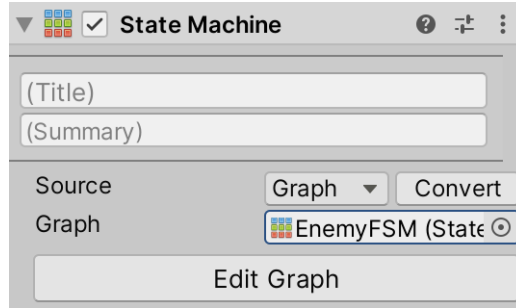 State Machine
(Title)
(Summary)
Source Graph Convert
Graph EnemyFSM (State
Edit Graph